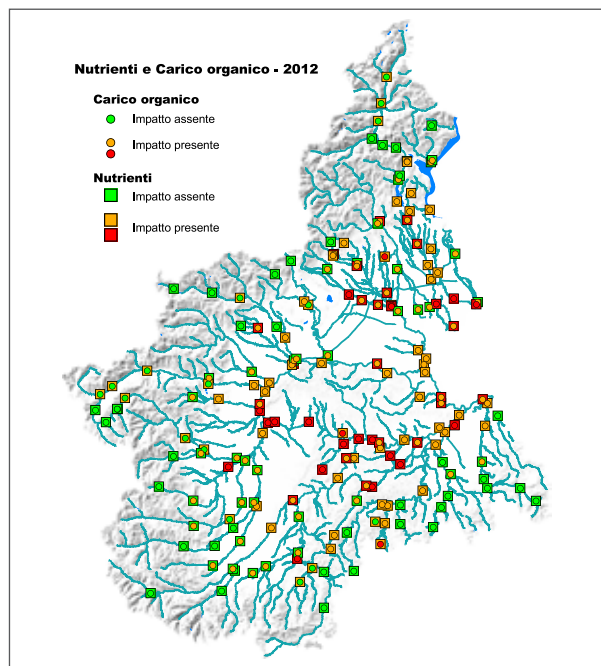 Nutrienti e Carico organico - 2012
Carico organico
Impatto assente
Impatto presente
Nutrienti
Impatto assente
Impatto presente